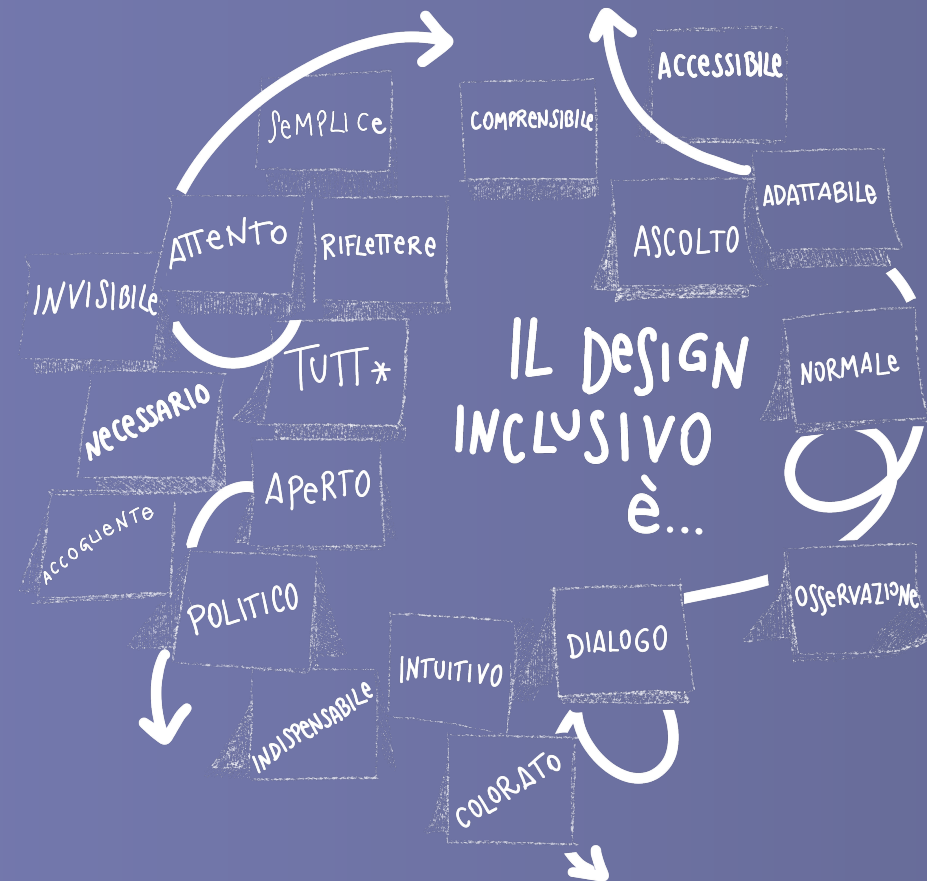 ACCESSIBILE
SEMPLICE
COMPRENSIBILE
ADATTABILE
ATTENTO
RIFLETTERE
ASCOLTO
INVISIBILE
TUTT*
IL DESIGN
INCLUSIVO
è...
NORMALE
NECESSARIO
APERTO
ACCOGLIENTE
POLITICO
OSSERVAZIONE
DIALOGO
INTUITIVO
INDISPENSABILE
COLORATO